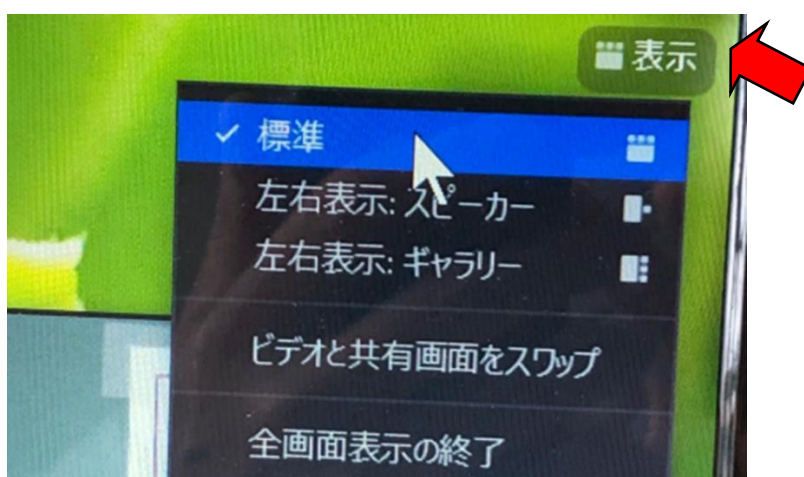 表示
標準
左右表示: スピーカー
左右表示: ギャラリー
ビデオと共有画面をスワップ
全画面表示の終了